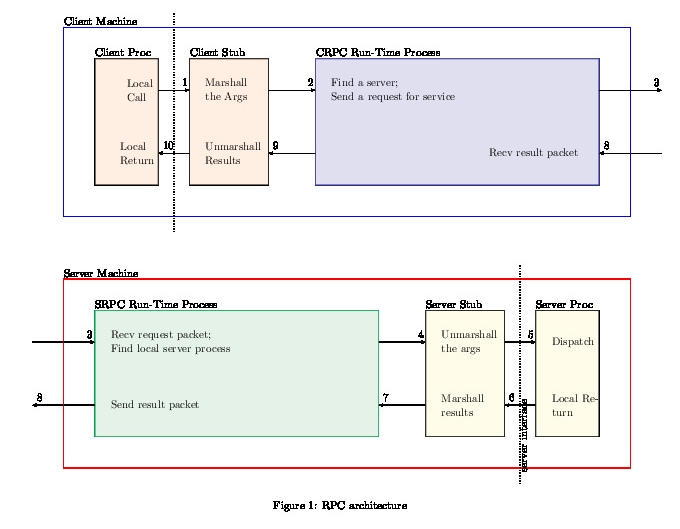 Client Machine
Client Proc
Client Stub
CRPC Run-Time Process
Local
Call
1
Marshall
the Args
2
Find a server;
Send a request for service
3
Local
Return
10
Unmarshall
Results
9
Recv result packet
8
Server Machine
SRPC Run-Time Process
Server Stub
Server Proc
3
Recv request packet;
Find local server process
4
Unmarshall
the args
5
Dispatch
8
Send result packet
7
Marshall
results
6
Local Re-
turn
server interface
Figure 1: RPC architecture